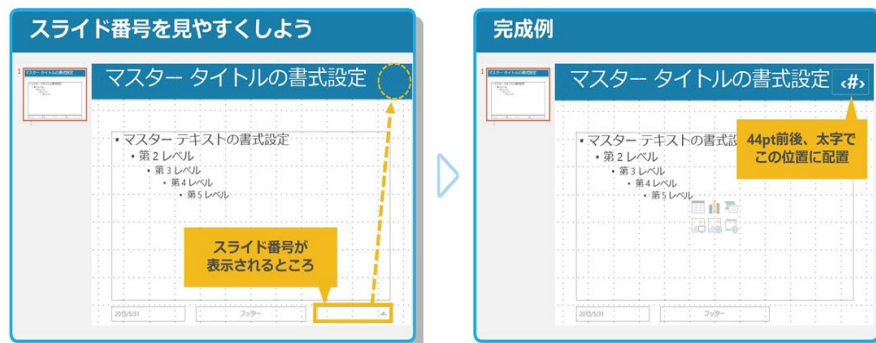 スライド番号を見やすくしよう
1
マスター タイトルの書式設定
• マスター テキストの書式設定
• 第 2 レベル
• 第 3 レベル
• 第 4 レベル
• 第 5 レベル
スライド番号が
表示されるところ
2013/5/31
フッター
完成例
1
マスター タイトルの書式設定
‹#›
44pt前後、太字で
この位置に配置
• マスター テキストの書式設
• 第 2 レベル
• 第 3 レベル
• 第 4 レベル
• 第 5 レベル
2013/5/31
フッター